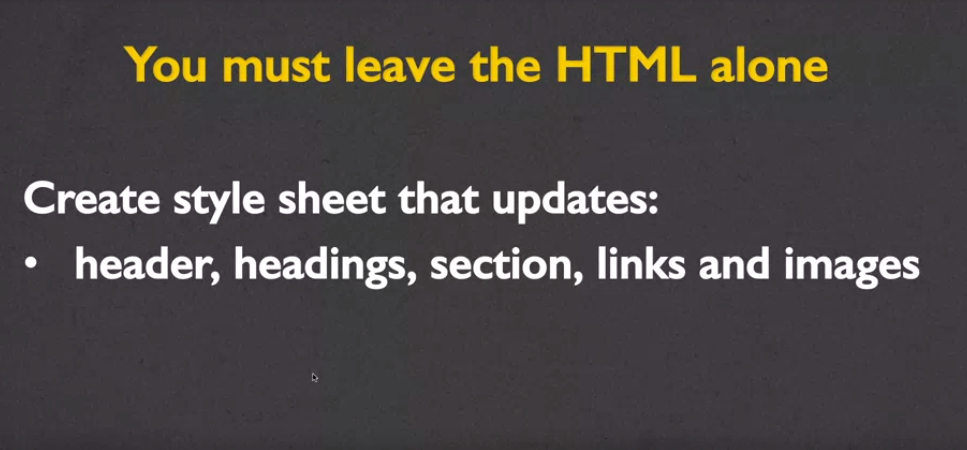 You must leave the HTML alone
Create style sheet that updates:
• header, headings, section, links and images